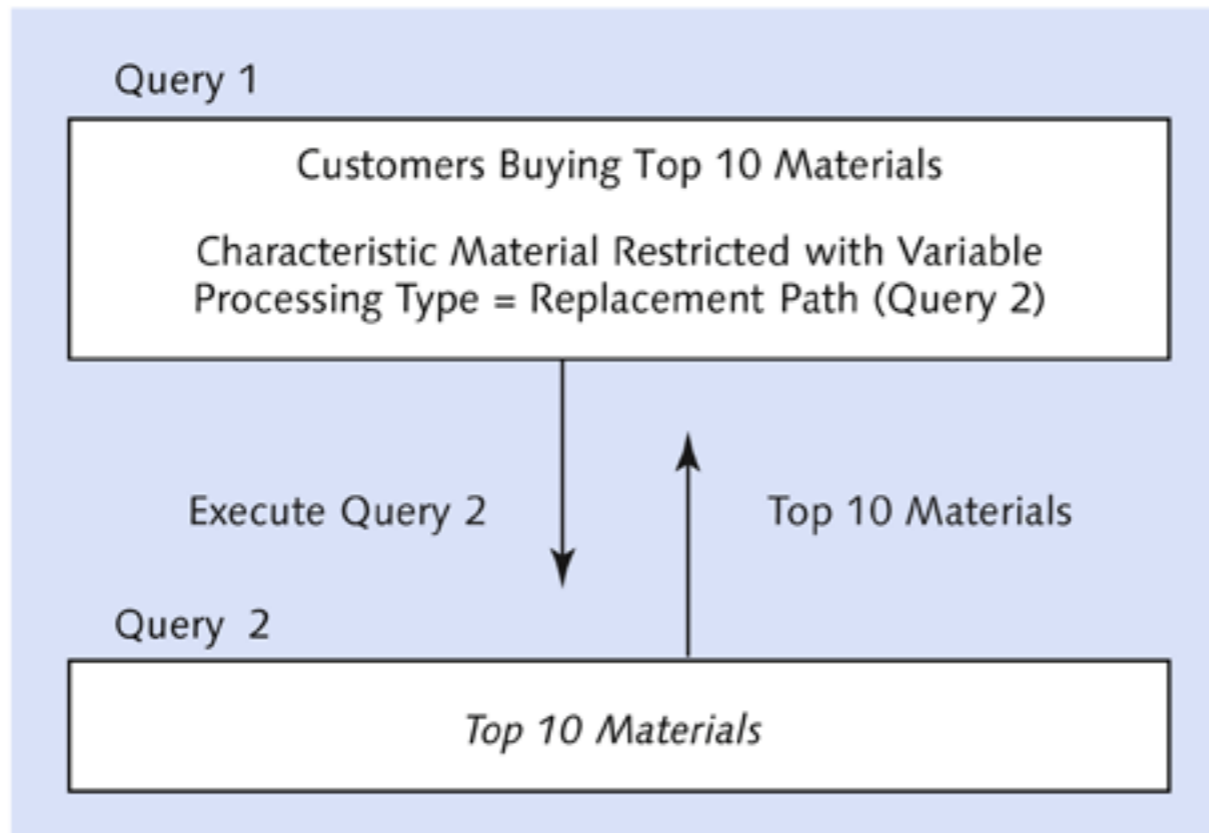 Query 1
Customers Buying Top 10 Materials
Characteristic Material Restricted with Variable
Processing Type = Replacement Path (Query 2)
Execute Query 2
Top 10 Materials
Query 2
Top 10 Materials